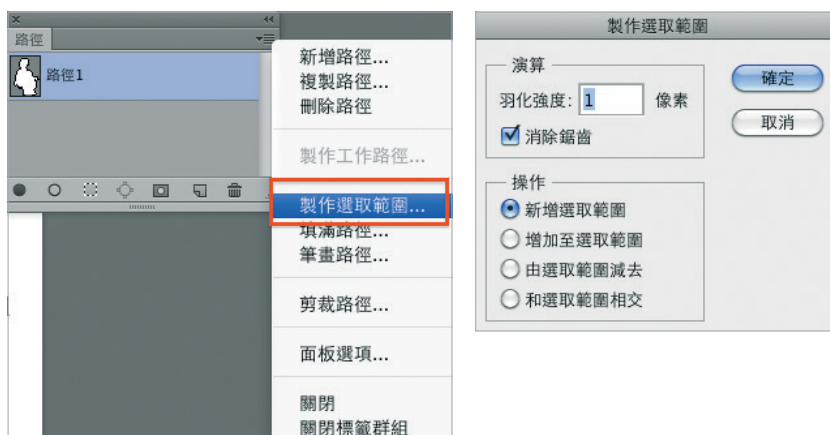 路徑
路徑1
新增路徑...
複製路徑...
刪除路徑
製作工作路徑...
製作選取範圍...
填滿路徑...
筆畫路徑...
剪裁路徑...
面板選項...
關閉
關閉標籤群組
製作選取範圍
演算
羽化強度: 1 像素
消除鋸齒
確定
取消
操作
新增選取範圍
增加至選取範圍
由選取範圍減去
和選取範圍相交